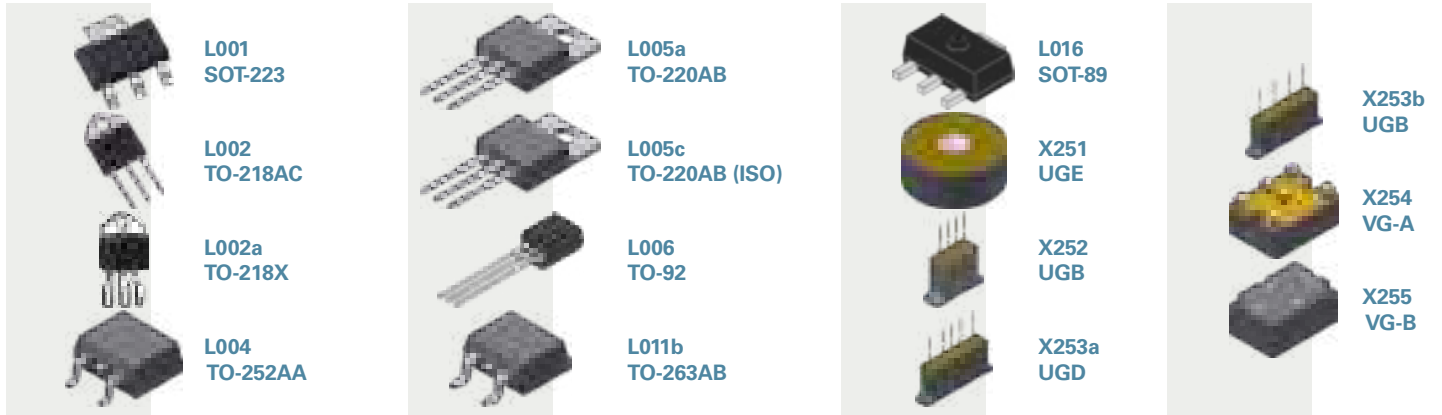 L001
SOT-223
L002
TO-218AC
L002a
TO-218X
L004
TO-252AA
L005a
TO-220AB
L005c
TO-220AB (ISO)
L006
TO-92
L011b
TO-263AB
L016
SOT-89
X251
UGE
X252
UGB
X253a
UGD
X253b
UGB
X254
VG-A
X255
VG-B